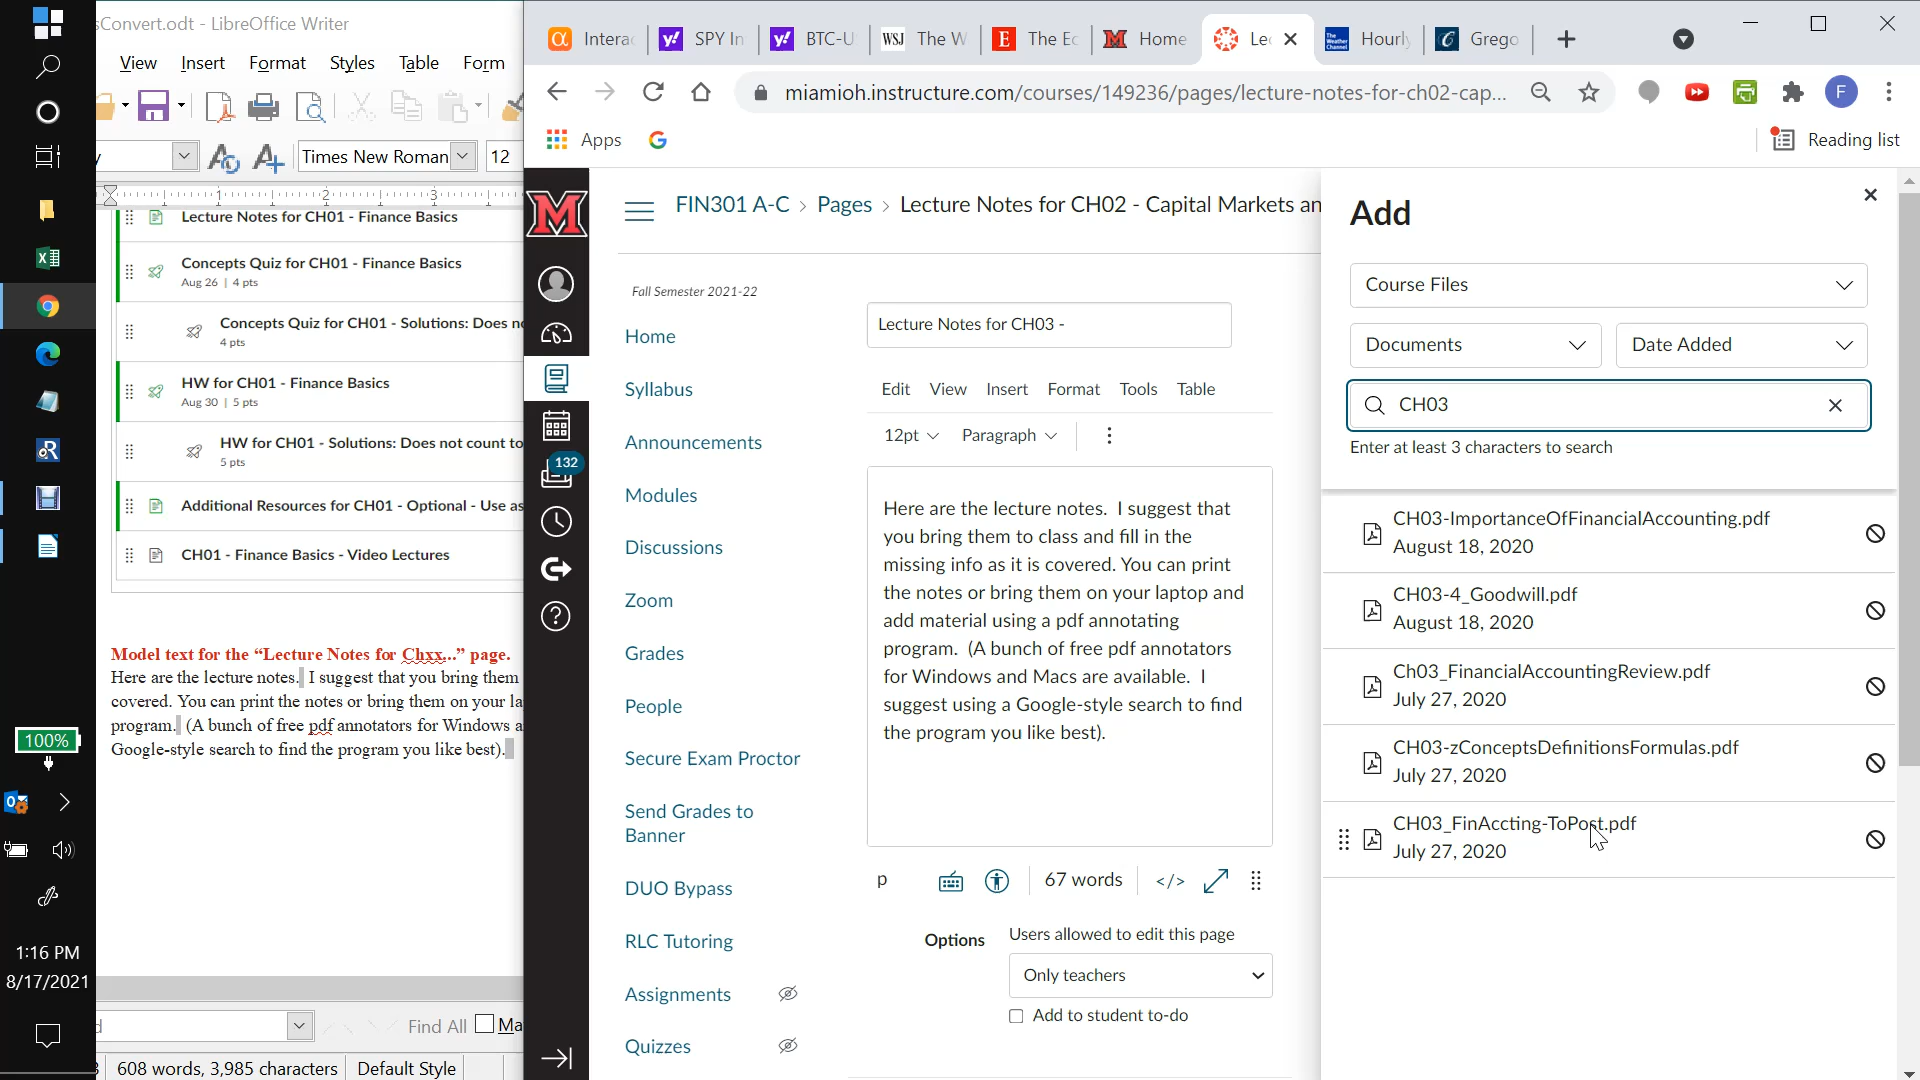 sConvert.odt - LibreOffice Writer
View Insert Format Styles Table Form
Times New Roman 12
1 2 3
Lecture Notes for CH01 - Finance Basics
Concepts Quiz for CH01 - Finance Basics
Aug 26 | 4 pts
Concepts Quiz for CH01 - Solutions: Does n
4 pts
HW for CH01 - Finance Basics
Aug 30 | 5 pts
HW for CH01 - Solutions: Does not count to
5 pts
Additional Resources for CH01 - Optional - Use as
CH01 - Finance Basics - Video Lectures
Model text for the “Lecture Notes for Chxx...” page.
Here are the lecture notes. I suggest that you bring them
covered. You can print the notes or bring them on your la
program. (A bunch of free pdf annotators for Windows a
Google-style search to find the program you like best).
Find All Ma
608 words, 3,985 characters Default Style
100%
1:16 PM
8/17/2021
Intera SPY In BTC-U WSJ The W E The Ec Home Lec Hourly Grego
miamioh.instructure.com/courses/149236/pages/lecture-notes-for-ch02-cap...
F
Apps
Reading list
M
132
FIN301 A-C > Pages > Lecture Notes for CH02 - Capital Markets an
Fall Semester 2021-22
Home
Syllabus
Announcements
Modules
Discussions
Zoom
Grades
People
Secure Exam Proctor
Send Grades to
Banner
DUO Bypass
RLC Tutoring
Assignments
Quizzes
Lecture Notes for CH03 -
Edit View Insert Format Tools Table
12pt Paragraph
Here are the lecture notes. I suggest that
you bring them to class and fill in the
missing info as it is covered. You can print
the notes or bring them on your laptop and
add material using a pdf annotating
program. (A bunch of free pdf annotators
for Windows and Macs are available. I
suggest using a Google-style search to find
the program you like best).
p 67 words </>
Options Users allowed to edit this page
Only teachers
Add to student to-do
Add
Course Files
Documents Date Added
CH03
Enter at least 3 characters to search
CH03-ImportanceOfFinancialAccounting.pdf
August 18, 2020
CH03-4_Goodwill.pdf
August 18, 2020
Ch03_FinancialAccountingReview.pdf
July 27, 2020
CH03-zConceptsDefinitionsFormulas.pdf
July 27, 2020
CH03_FinAccting-ToPost.pdf
July 27, 2020